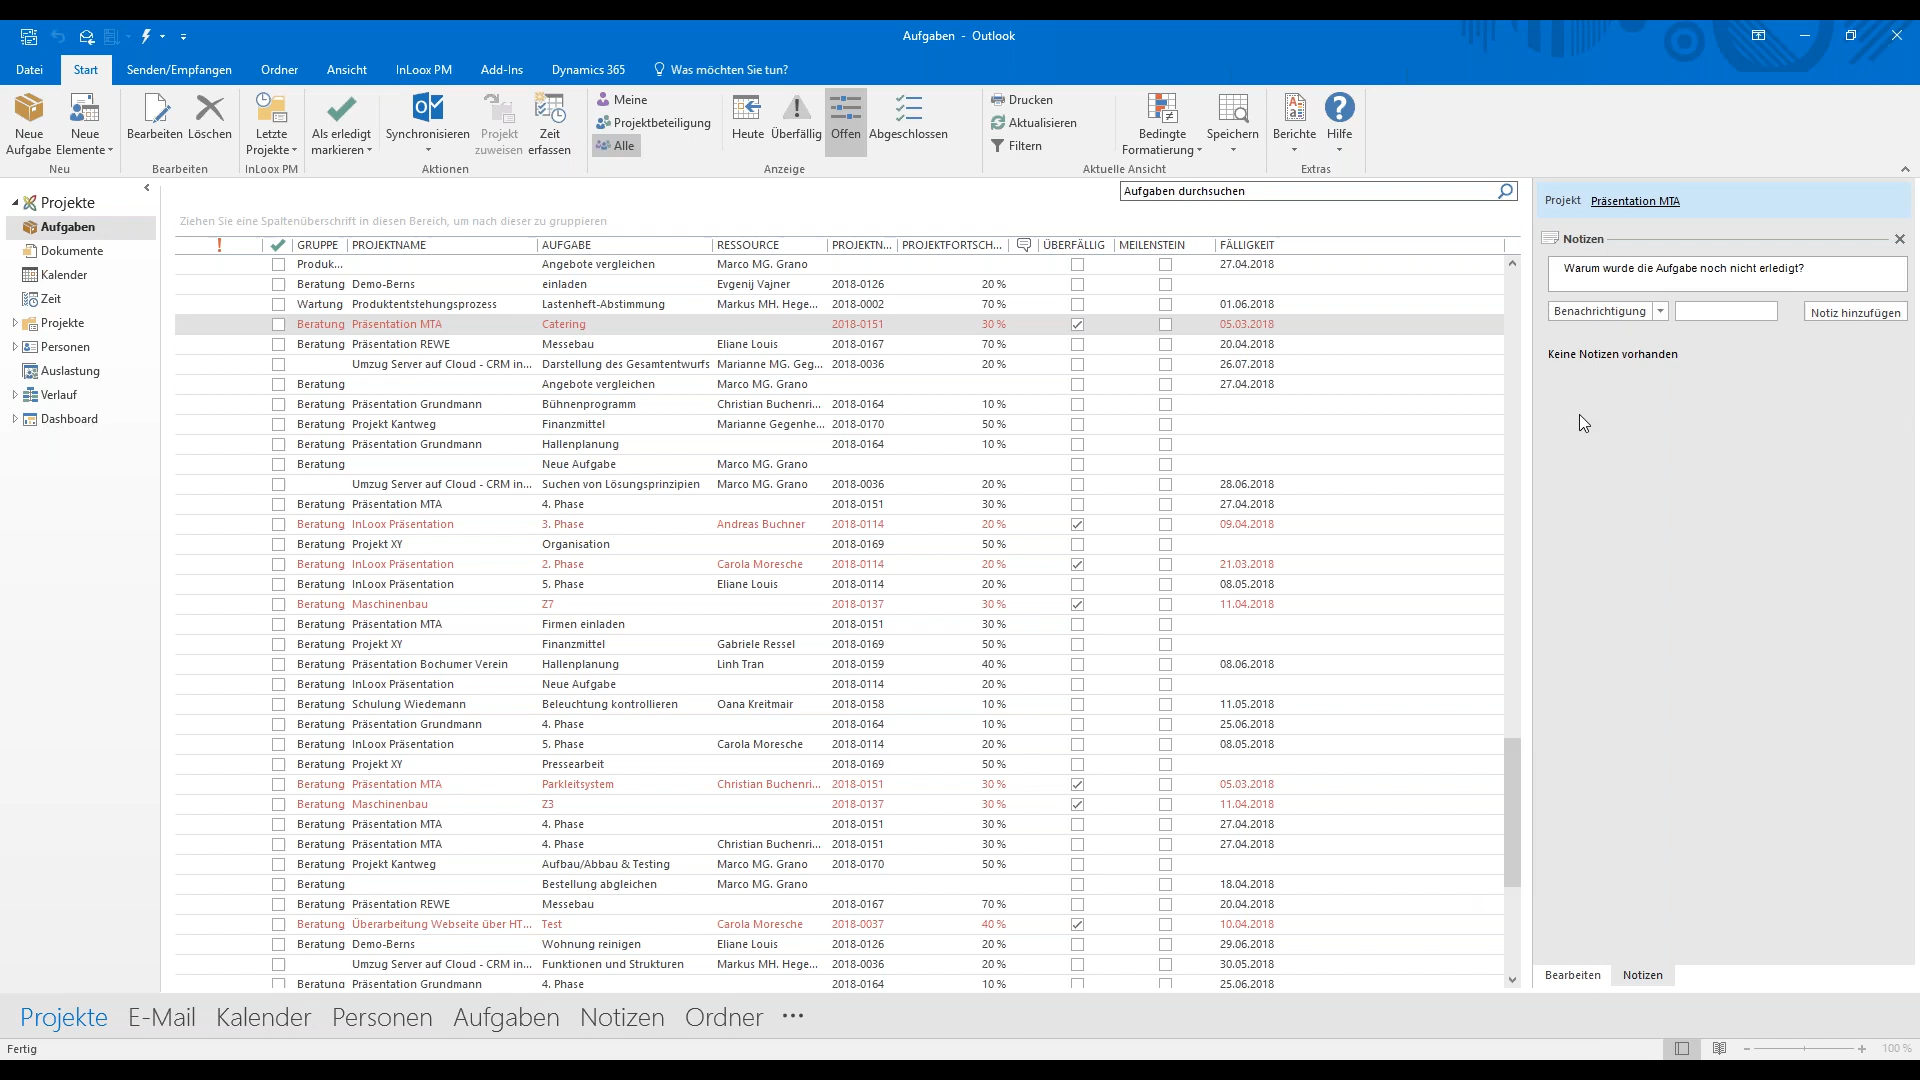 Aufgaben - Outlook
Datei Start Senden/Empfangen Ordner Ansicht InLoox PM Add-Ins Dynamics 365 Was möchten Sie tun?
Neue Aufgabe
Neue Elemente
Neu
Bearbeiten
Löschen
Bearbeiten
Letzte Projekte
InLoox PM
Als erledigt markieren
Synchronisieren
Projekt zuweisen
Zeit erfassen
Aktionen
Meine
Projektbeteiligung
Alle
Heute
Überfällig
Offen
Abgeschlossen
Anzeige
Drucken
Aktualisieren
Filtern
Bedingte Formatierung
Speichern
Aktuelle Ansicht
Berichte
Hilfe
Extras
Projekte
Aufgaben
Dokumente
Kalender
Zeit
Projekte
Personen
Auslastung
Verlauf
Dashboard
Aufgaben durchsuchen
Ziehen Sie eine Spaltenüberschrift in diesen Bereich, um nach dieser zu gruppieren
! GRUPPE PROJEKTNAME AUFGABE RESSOURCE PROJEKTN... PROJEKTFORTSCH... ÜBERFÄLLIG MEILENSTEIN FÄLLIGKEIT
Produk... Angebote vergleichen Marco MG. Grano 27.04.2018
Beratung Demo-Berns einladen Evgenij Vajner 2018-0126 20 %
Wartung Produktentstehungsprozess Lastenheft-Abstimmung Markus MH. Hege... 2018-0002 70 % 01.06.2018
Beratung Präsentation MTA Catering 2018-0151 30 % 05.03.2018
Beratung Präsentation REWE Messebau Eliane Louis 2018-0167 70 % 20.04.2018
Umzug Server auf Cloud - CRM in... Darstellung des Gesamtentwurfs Marianne MG. Geg... 2018-0036 20 % 26.07.2018
Beratung Angebote vergleichen Marco MG. Grano 27.04.2018
Beratung Präsentation Grundmann Bühnenprogramm Christian Buchenri... 2018-0164 10 %
Beratung Projekt Kantweg Finanzmittel Marianne Gegenhe... 2018-0170 50 %
Beratung Präsentation Grundmann Hallenplanung 2018-0164 10 %
Beratung Neue Aufgabe Marco MG. Grano
Umzug Server auf Cloud - CRM in... Suchen von Lösungsprinzipien Marco MG. Grano 2018-0036 20 % 28.06.2018
Beratung Präsentation MTA 4. Phase 2018-0151 30 % 27.04.2018
Beratung InLoox Präsentation 3. Phase Andreas Buchner 2018-0114 20 % 09.04.2018
Beratung Projekt XY Organisation 2018-0169 50 %
Beratung InLoox Präsentation 2. Phase Carola Moresche 2018-0114 20 % 21.03.2018
Beratung InLoox Präsentation 5. Phase Eliane Louis 2018-0114 20 % 08.05.2018
Beratung Maschinenbau Z7 2018-0137 30 % 11.04.2018
Beratung Präsentation MTA Firmen einladen 2018-0151 30 %
Beratung Projekt XY Finanzmittel Gabriele Ressel 2018-0169 50 %
Beratung Präsentation Bochumer Verein Hallenplanung Linh Tran 2018-0159 40 % 08.06.2018
Beratung InLoox Präsentation Neue Aufgabe 2018-0114 20 %
Beratung Schulung Wiedemann Beleuchtung kontrollieren Oana Kreitmair 2018-0158 10 % 11.05.2018
Beratung Präsentation Grundmann 4. Phase 2018-0164 10 % 25.06.2018
Beratung InLoox Präsentation 5. Phase Carola Moresche 2018-0114 20 % 08.05.2018
Beratung Projekt XY Pressearbeit 2018-0169 50 %
Beratung Präsentation MTA Parkleitsystem Christian Buchenri... 2018-0151 30 % 05.03.2018
Beratung Maschinenbau Z3 2018-0137 30 % 11.04.2018
Beratung Präsentation MTA 4. Phase 2018-0151 30 % 27.04.2018
Beratung Präsentation MTA 4. Phase Christian Buchenri... 2018-0151 30 % 27.04.2018
Beratung Projekt Kantweg Aufbau/Abbau & Testing Marco MG. Grano 2018-0170 50 %
Beratung Bestellung abgleichen Marco MG. Grano 18.04.2018
Beratung Präsentation REWE Messebau 2018-0167 70 % 20.04.2018
Beratung Überarbeitung Webseite über HT... Test Carola Moresche 2018-0037 40 % 10.04.2018
Beratung Demo-Berns Wohnung reinigen Eliane Louis 2018-0126 20 % 29.06.2018
Umzug Server auf Cloud - CRM in... Funktionen und Strukturen Markus MH. Hege... 2018-0036 20 % 30.05.2018
Beratung Präsentation Grundmann 4. Phase 2018-0164 10 % 25.06.2018
Projekt Präsentation MTA
Notizen
Warum wurde die Aufgabe noch nicht erledigt?
Benachrichtigung
Notiz hinzufügen
Keine Notizen vorhanden
Bearbeiten Notizen
Projekte E-Mail Kalender Personen Aufgaben Notizen Ordner ...
Fertig
100 %